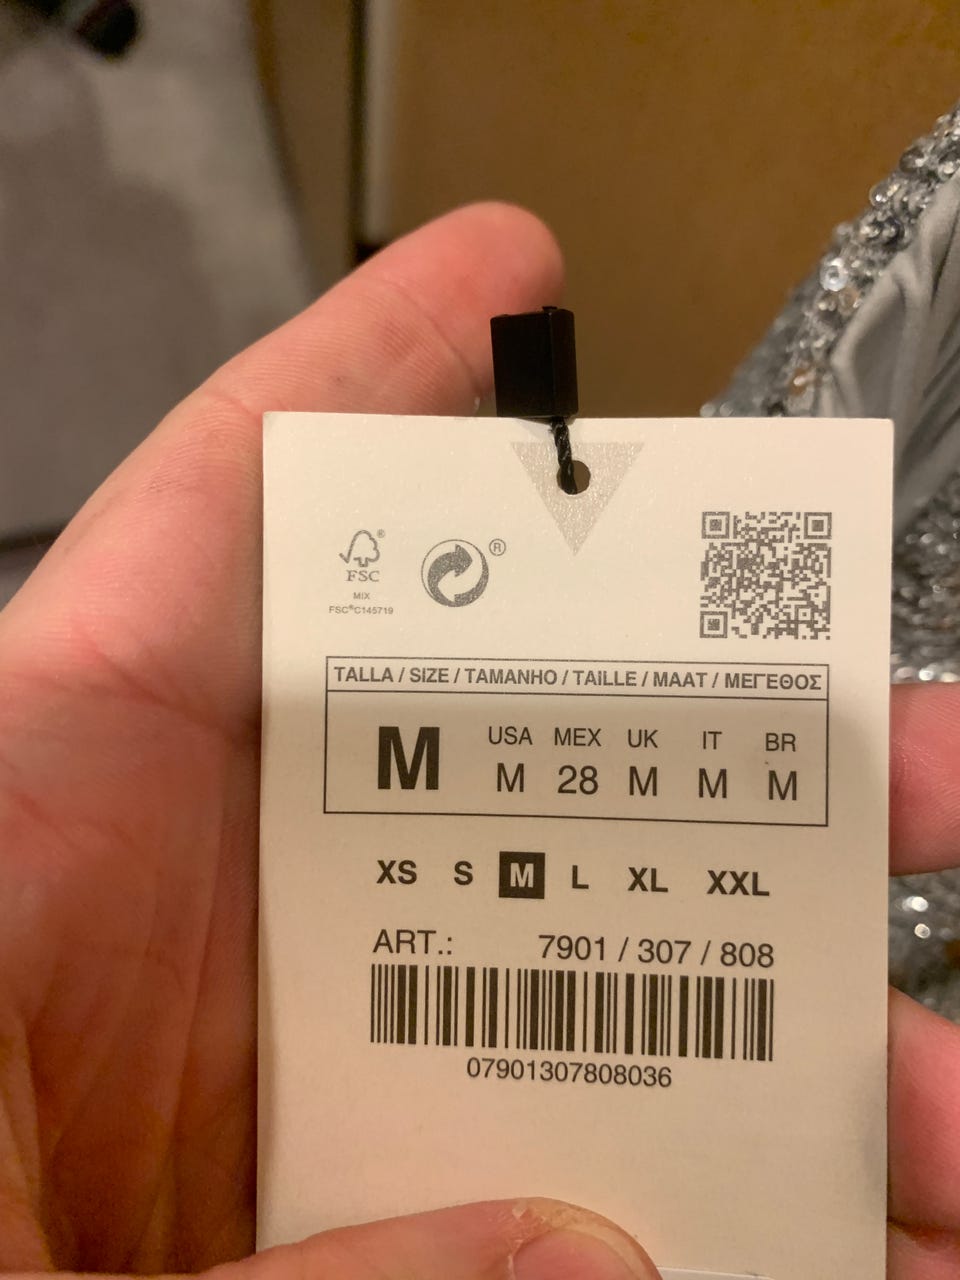 FSC®
MIX
FSC®C145719
®
TALLA / SIZE / TAMANHO / TAILLE / MAAT / ΜΕΓΕΘΟΣ
M
USA MEX UK IT BR
M 28 M M M
XS S M L XL XXL
ART.: 7901 / 307 / 808
07901307808036